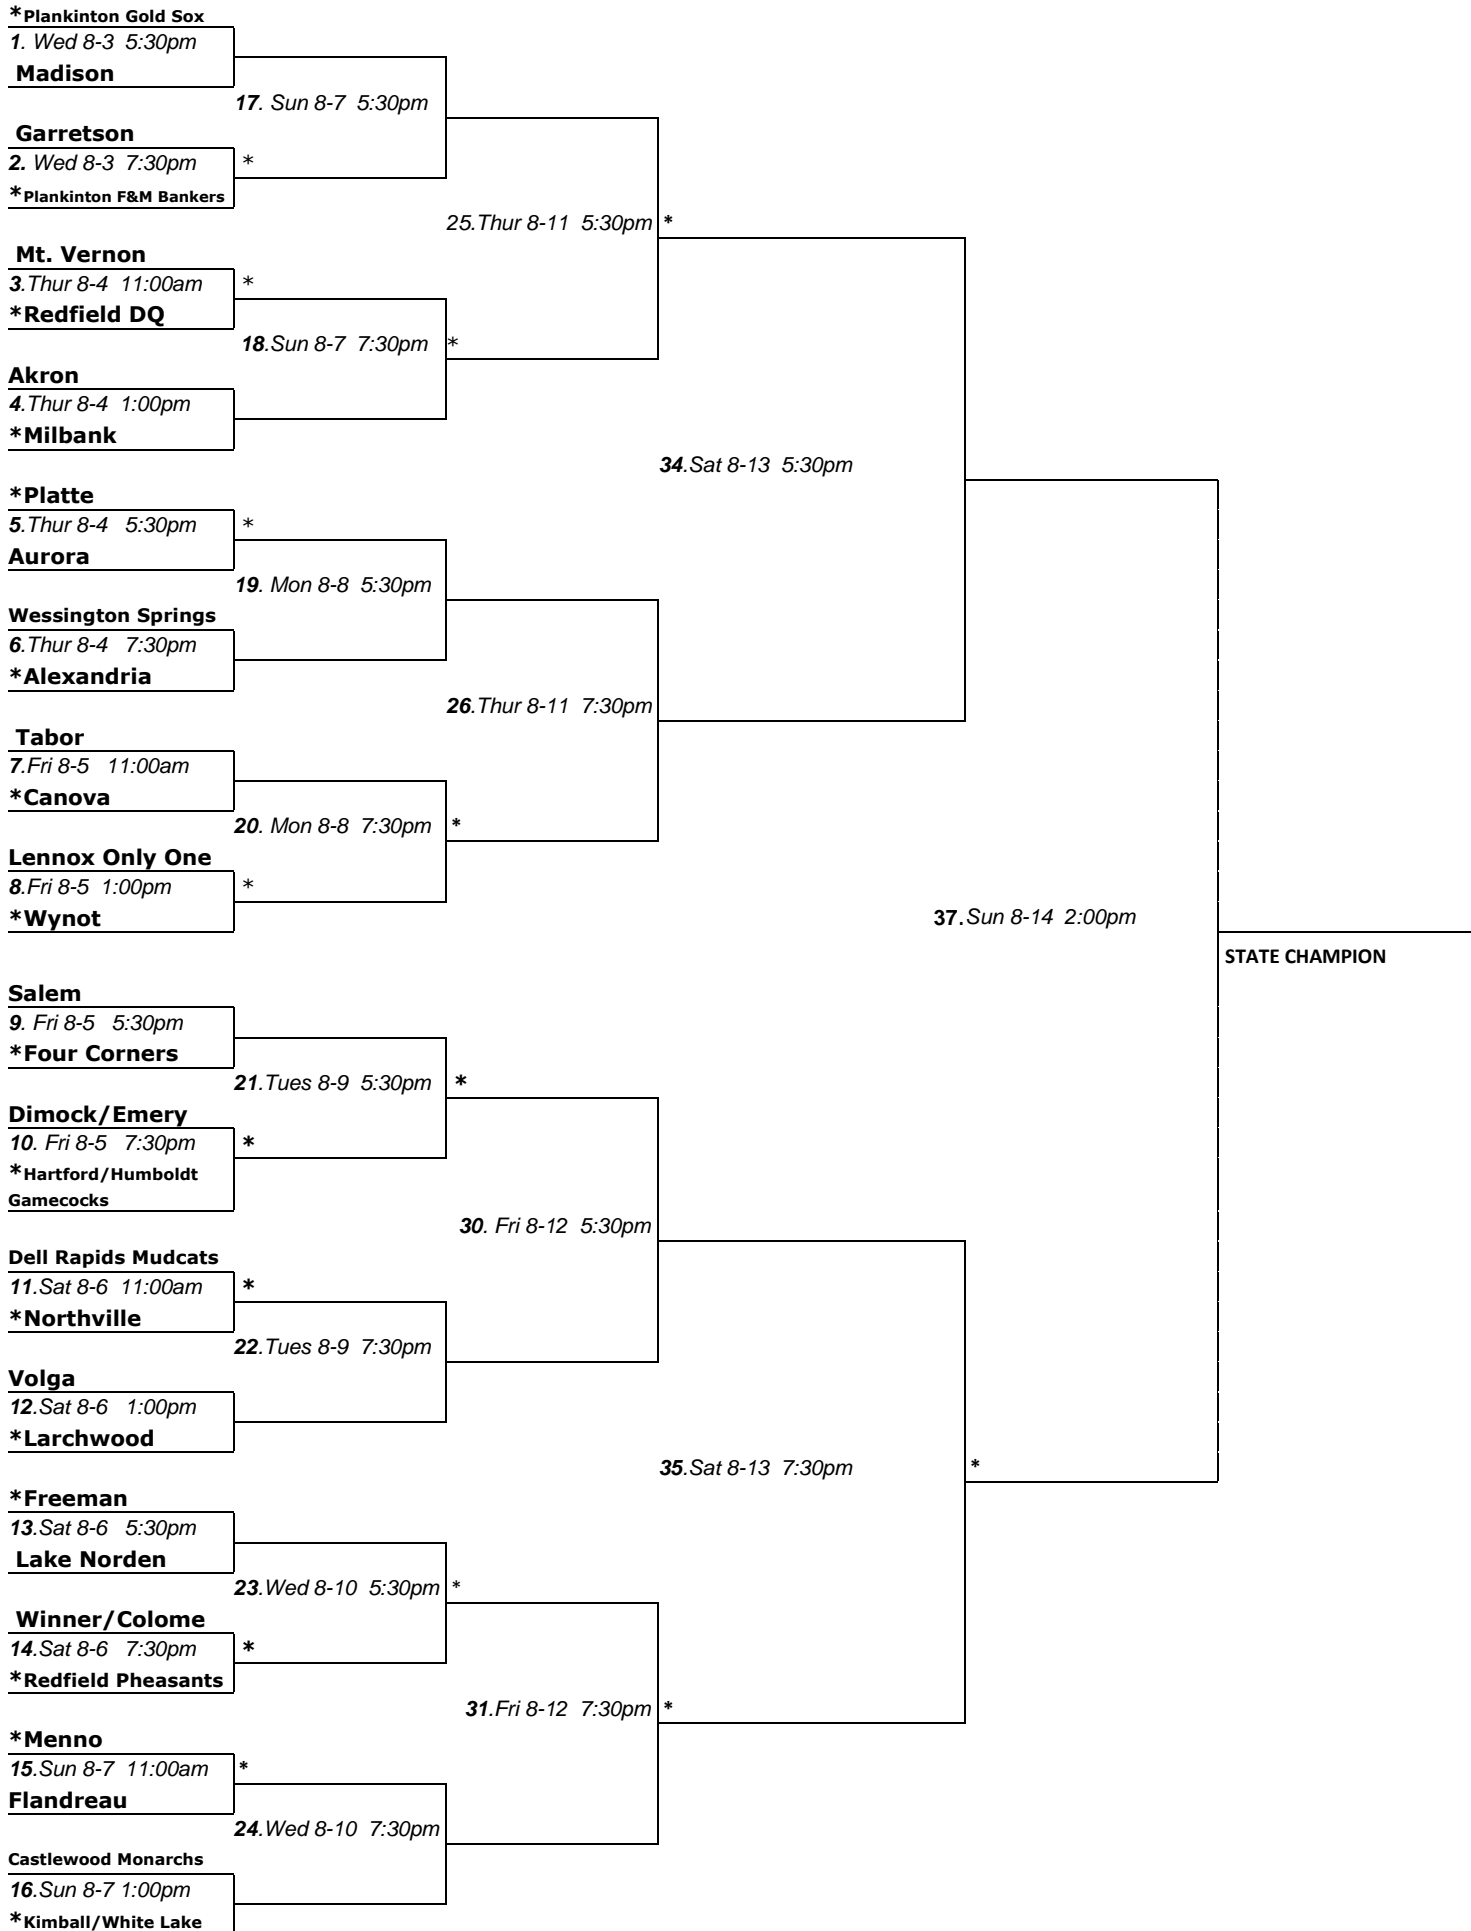 *Plankinton Gold Sox
1. Wed 8-3 5:30pm
Madison
17. Sun 8-7 5:30pm
Garretson
2. Wed 8-3 7:30pm *
*Plankinton F&M Bankers
25.Thur 8-11 5:30pm *
Mt. Vernon
3.Thur 8-4 11:00am *
*Redfield DQ
18.Sun 8-7 7:30pm *
Akron
4.Thur 8-4 1:00pm
*Milbank
34.Sat 8-13 5:30pm
*Platte
5.Thur 8-4 5:30pm *
Aurora
19. Mon 8-8 5:30pm
Wessington Springs
6.Thur 8-4 7:30pm
*Alexandria
26.Thur 8-11 7:30pm
Tabor
7.Fri 8-5 11:00am
*Canova
20. Mon 8-8 7:30pm *
Lennox Only One
8.Fri 8-5 1:00pm *
*Wynot
37.Sun 8-14 2:00pm
STATE CHAMPION
Salem
9. Fri 8-5 5:30pm
*Four Corners
21.Tues 8-9 5:30pm *
Dimock/Emery
10. Fri 8-5 7:30pm *
*Hartford/Humboldt
Gamecocks
30. Fri 8-12 5:30pm
Dell Rapids Mudcats
11.Sat 8-6 11:00am *
*Northville
22.Tues 8-9 7:30pm
Volga
12.Sat 8-6 1:00pm
*Larchwood
35.Sat 8-13 7:30pm *
*Freeman
13.Sat 8-6 5:30pm
Lake Norden
23.Wed 8-10 5:30pm *
Winner/Colome
14.Sat 8-6 7:30pm *
*Redfield Pheasants
31.Fri 8-12 7:30pm *
*Menno
15.Sun 8-7 11:00am *
Flandreau
24.Wed 8-10 7:30pm
Castlewood Monarchs
16.Sun 8-7 1:00pm
*Kimball/White Lake